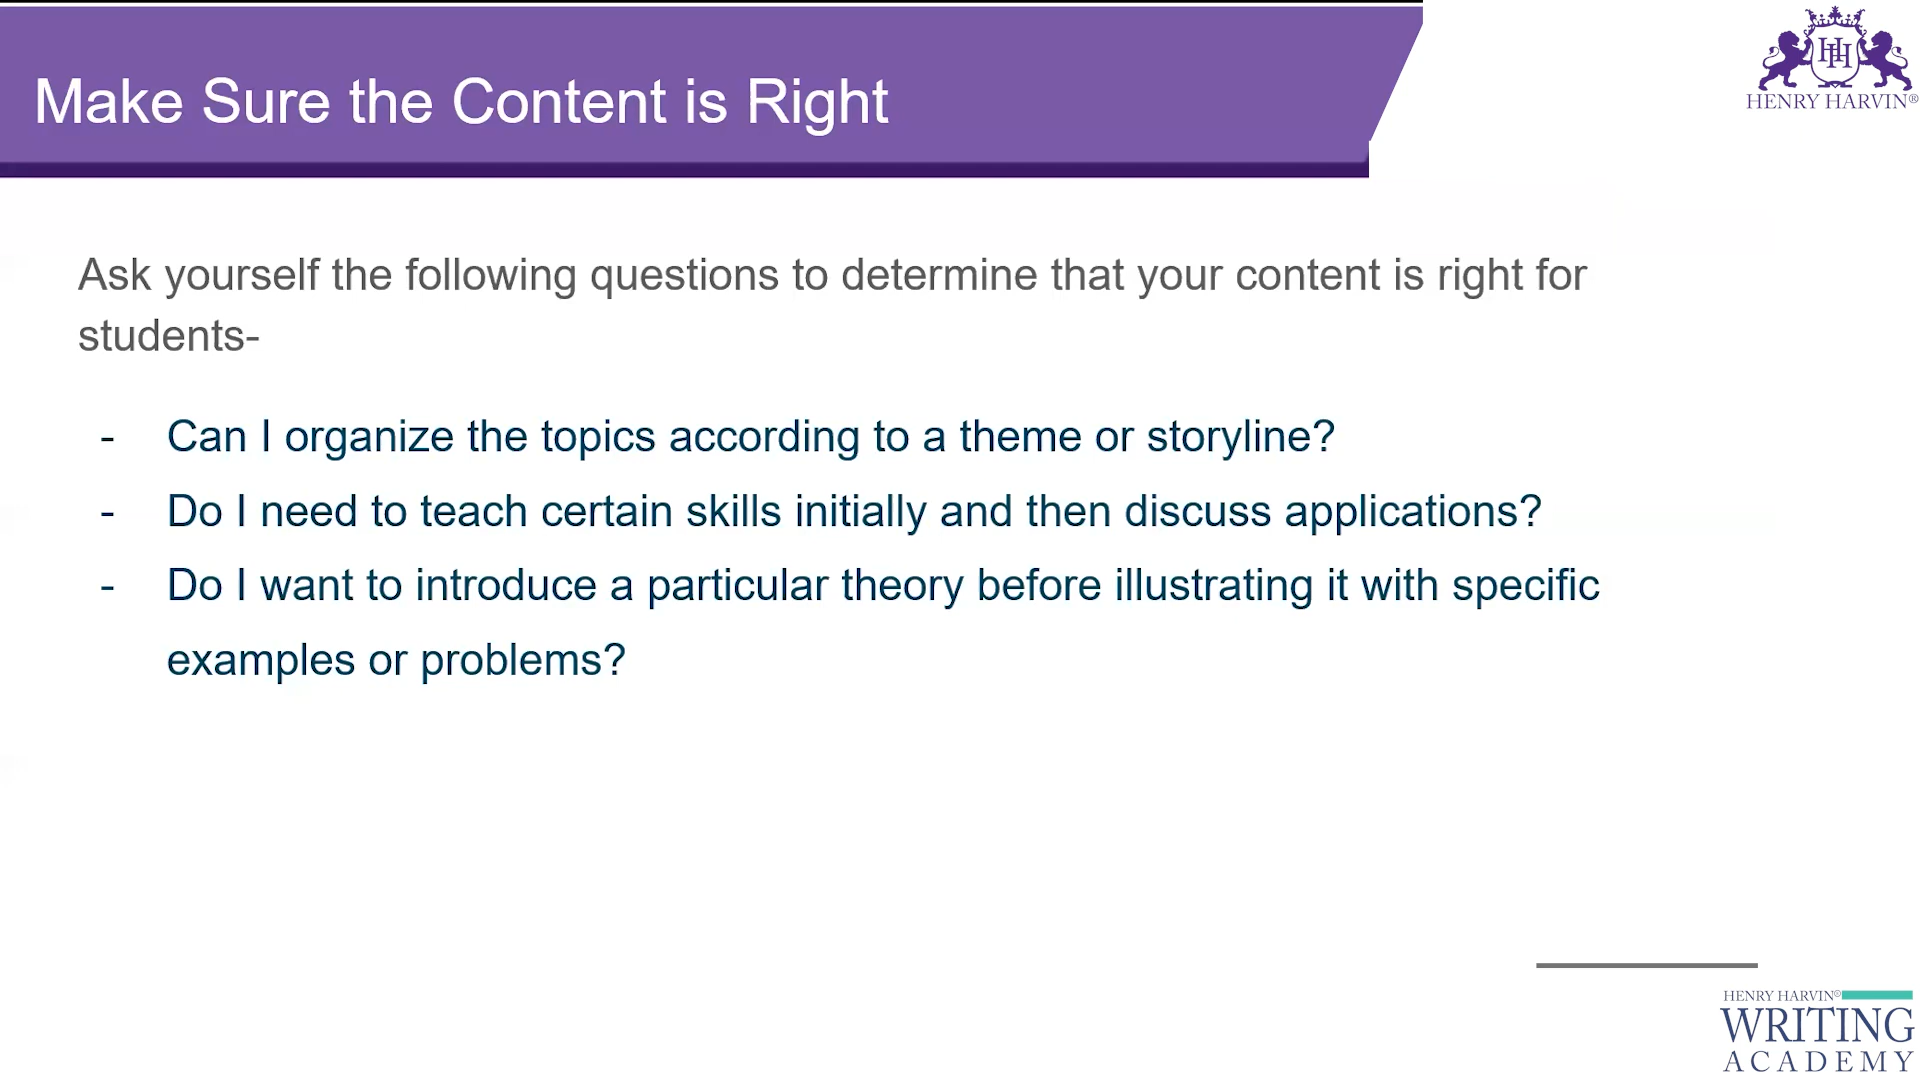 Make Sure the Content is Right
HH
HENRY HARVIN®
Ask yourself the following questions to determine that your content is right for
students-
- Can I organize the topics according to a theme or storyline?
- Do I need to teach certain skills initially and then discuss applications?
- Do I want to introduce a particular theory before illustrating it with specific
examples or problems?
HENRY HARVIN®
WRITING
ACADEMY